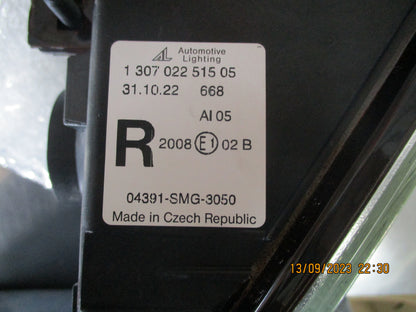 AL Automotive
Lighting
1 307 022 515 05
31.10.22 668
AI 05
R 2008 E1 02 B
04391-SMG-3050
Made in Czech Republic
13/09/2023 22:30